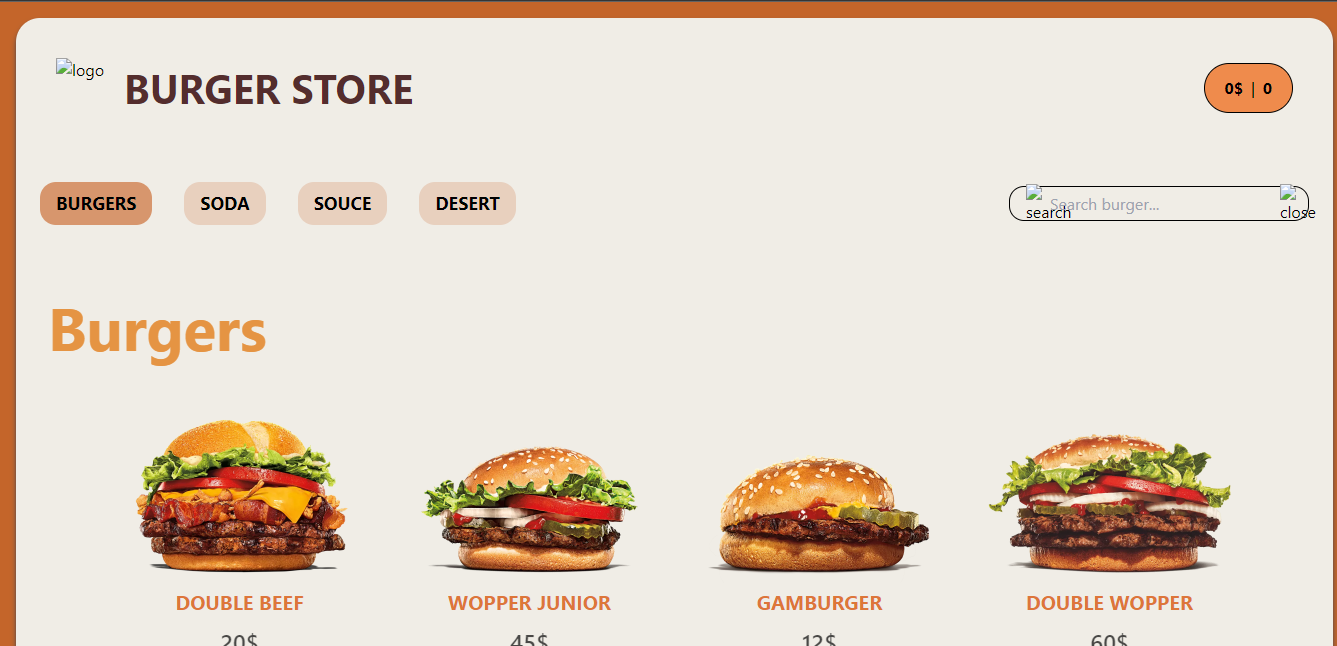 logo
BURGER STORE
0$ | 0
BURGERS
SODA
SOUCE
DESERT
search
Search burger...
close
Burgers
DOUBLE BEEF
WOPPER JUNIOR
GAMBURGER
DOUBLE WOPPER
20$
45$
12$
60$